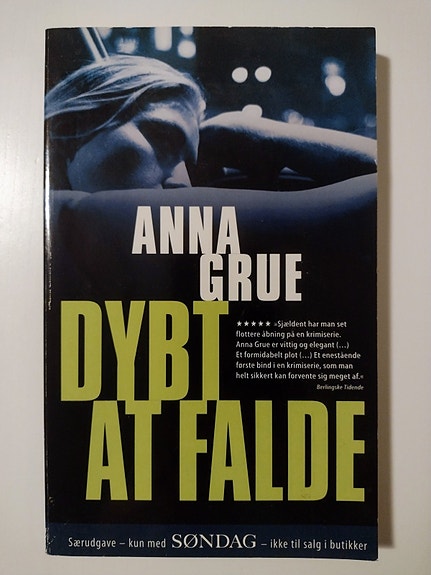 ANNA
GRUE
DYBT
AT FALDE
★★★★★ »Sjældent har man set
flottere åbning på en krimiserie.
Anna Grue er vittig og elegant (...)
Et formidabelt plot (...) Et enestående
første bind i en krimiserie, som man
helt sikkert kan forvente sig meget af.«
Berlingske Tidende
Særudgave – kun med SØNDAG – ikke til salg i butikker